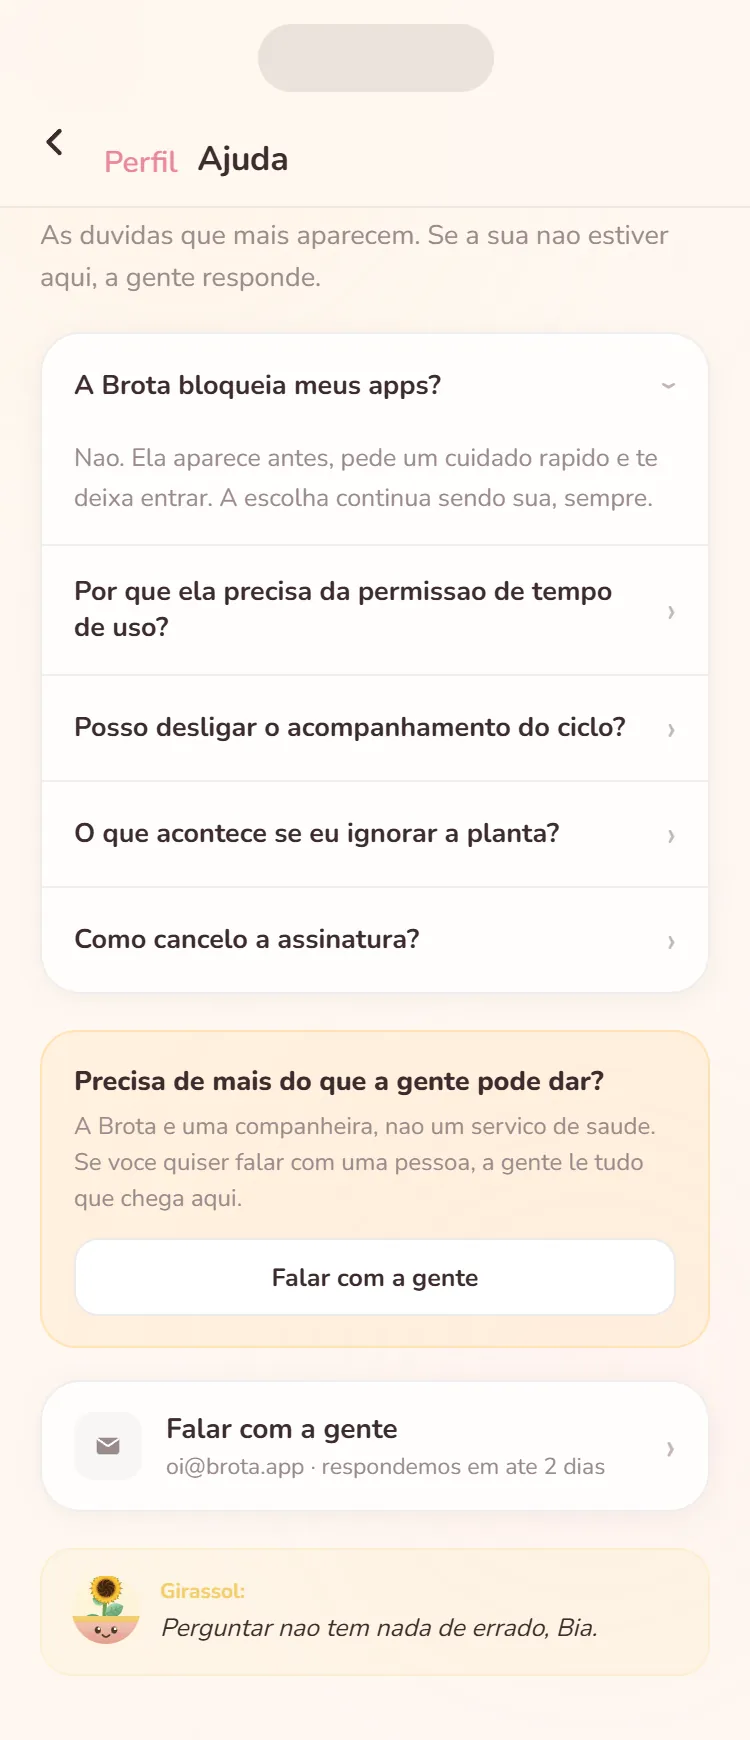 Perfil Ajuda
As duvidas que mais aparecem. Se a sua nao estiver
aqui, a gente responde.
A Brota bloqueia meus apps?
Nao. Ela aparece antes, pede um cuidado rapido e te
deixa entrar. A escolha continua sendo sua, sempre.
Por que ela precisa da permissao de tempo
de uso?
Posso desligar o acompanhamento do ciclo?
O que acontece se eu ignorar a planta?
Como cancelo a assinatura?
Precisa de mais do que a gente pode dar?
A Brota e uma companheira, nao um servico de saude.
Se voce quiser falar com uma pessoa, a gente le tudo
que chega aqui.
Falar com a gente
Falar com a gente
oi@brota.app · respondemos em ate 2 dias
Girassol:
Perguntar nao tem nada de errado, Bia.